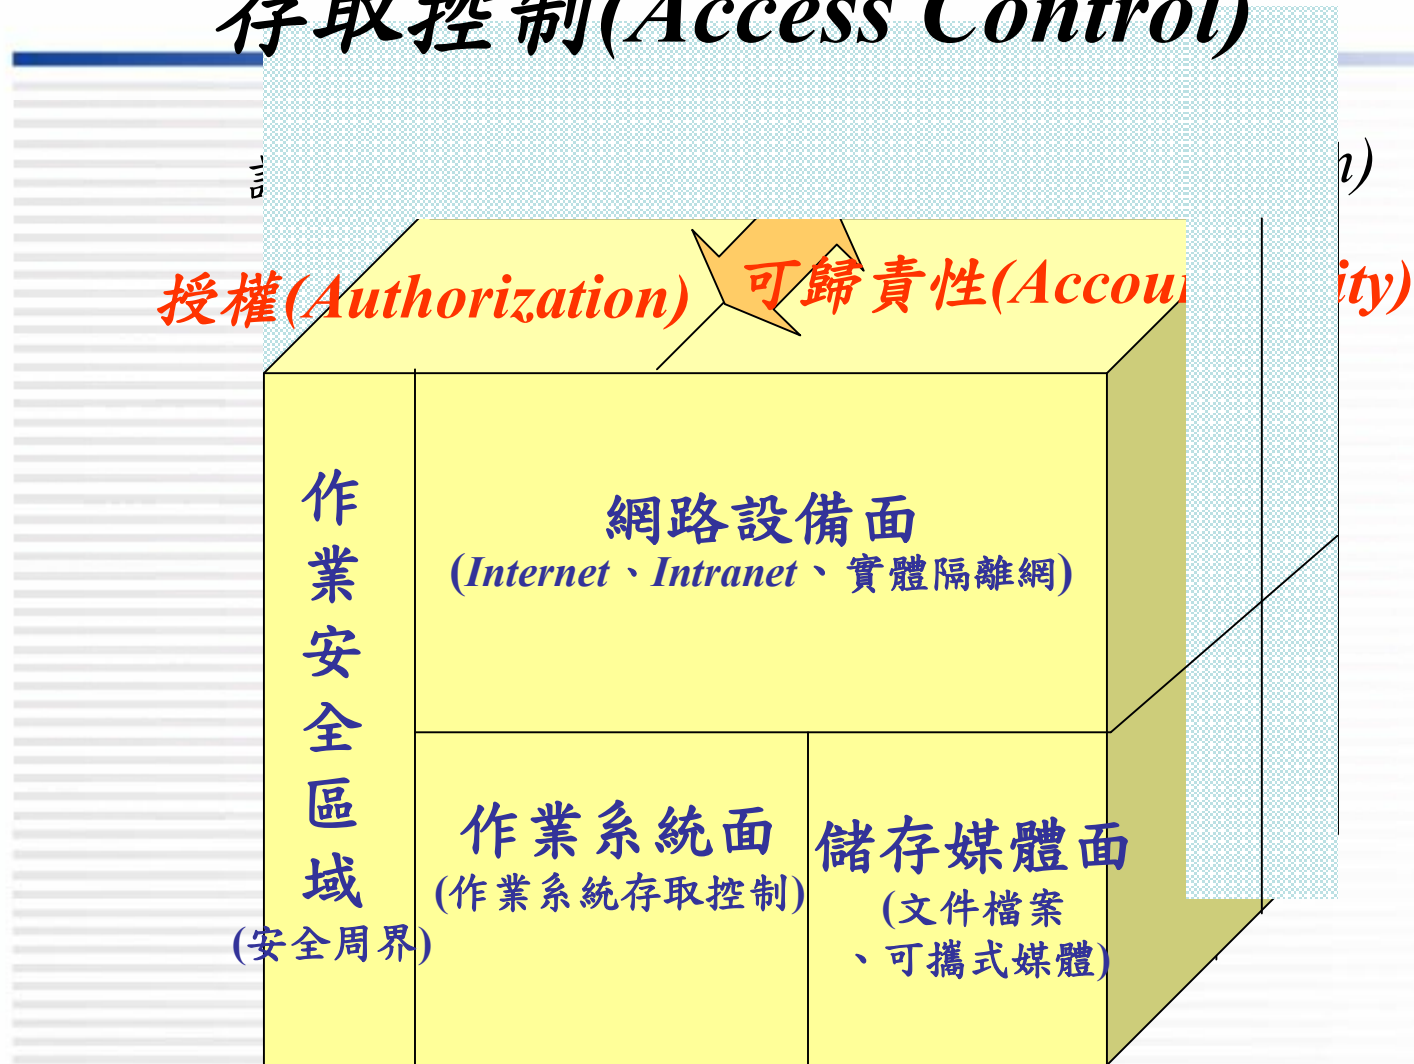 存取控制(Access Control)
授權(Authorization)
可歸責性(Accou ity)
作業安全區域
(安全周界)
網路設備面
(Internet、Intranet、實體隔離網)
作業系統面
(作業系統存取控制)
儲存媒體面
(文件檔案
、可攜式媒體)